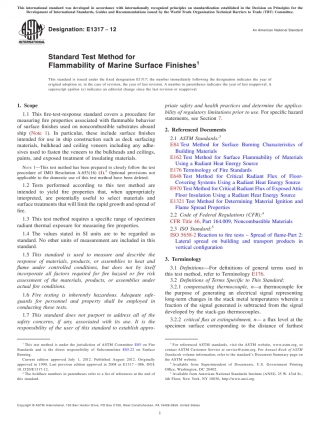 This international standard was developed in accordance with internationally recognized principles on standardization established in the Decision on Principles for the
Development of International Standards, Guides and Recommendations issued by the World Trade Organization Technical Barriers to Trade (TBT) Committee.
Designation: E1317 − 12
An American National Standard
Standard Test Method for
Flammability of Marine Surface Finishes1
This standard is issued under the fixed designation E1317; the number immediately following the designation indicates the year of
original adoption or, in the case of revision, the year of last revision. A number in parentheses indicates the year of last reapproval. A
superscript epsilon (´) indicates an editorial change since the last revision or reapproval.
1. Scope
1.1 This fire-test-response standard covers a procedure for
measuring fire properties associated with flammable behavior
of surface finishes used on noncombustible substrates aboard
ship (Note 1). In particular, these include surface finishes
intended for use in ship construction such as deck surfacing
materials, bulkhead and ceiling veneers including any adhe-
sives used to fasten the veneers to the bulkheads and ceilings,
paints, and exposed treatment of insulating materials.
NOTE 1—This test method has been prepared to closely follow the test
procedure of IMO Resolution A.653(16) (1).2 Optional provisions not
applicable to the domestic use of this test method have been deleted.
1.2 Tests performed according to this test method are
intended to yield fire properties that, when appropriately
interpreted, are potentially useful to select materials and
surface treatments that will limit the rapid growth and spread of
fire.
1.3 This test method requires a specific range of specimen
radiant thermal exposure for measuring fire properties.
1.4 The values stated in SI units are to be regarded as
standard. No other units of measurement are included in this
standard.
1.5 This standard is used to measure and describe the
response of materials, products, or assemblies to heat and
flame under controlled conditions, but does not by itself
incorporate all factors required for fire hazard or fire risk
assessment of the materials, products, or assemblies under
actual fire conditions.
1.6 Fire testing is inherently hazardous. Adequate safe-
guards for personnel and property shall be employed in
conducting these tests.
1.7 This standard does not purport to address all of the
safety concerns, if any, associated with its use. It is the
responsibility of the user of this standard to establish appro-
priate safety and health practices and determine the applica-
bility of regulatory limitations prior to use. For specific hazard
statements, see Section 7.
2. Referenced Documents
2.1 ASTM Standards:3
E84 Test Method for Surface Burning Characteristics of
Building Materials
E162 Test Method for Surface Flammability of Materials
Using a Radiant Heat Energy Source
E176 Terminology of Fire Standards
E648 Test Method for Critical Radiant Flux of Floor-
Covering Systems Using a Radiant Heat Energy Source
E970 Test Method for Critical Radiant Flux of Exposed Attic
Floor Insulation Using a Radiant Heat Energy Source
E1321 Test Method for Determining Material Ignition and
Flame Spread Properties
2.2 Code of Federal Regulations (CFR):4
CFR Title 46, Part 164.009, Noncombustible Materials
2.3 ISO Standard:5
ISO 5658-2 Reaction to fire tests – Spread of flame-Part 2:
Lateral spread on building and transport products in
vertical configuration
3. Terminology
3.1 Definitions—For definitions of general terms used in
this test method, refer to Terminology E176.
3.2 Definitions of Terms Specific to This Standard:
3.2.1 compensating thermocouple, n—a thermocouple for
the purpose of generating an electrical signal representing
long-term changes in the stack metal temperatures wherein a
fraction of the signal generated is subtracted from the signal
developed by the stack-gas thermocouples.
3.2.2 critical flux at extinguishment, n— a flux level at the
specimen surface corresponding to the distance of farthest
1 This test method is under the jurisdiction of ASTM Committee E05 on Fire
Standards and is the direct responsibility of Subcommittee E05.22 on Surface
Burning.
Current edition approved July 1, 2012. Published August 2012. Originally
approved in 1990. Last previous edition approved in 2008 as E1317 – 08b. DOI:
10.1520/E1317-12.
2 The boldface numbers in parentheses refer to a list of references at the end of
this standard.
3 For referenced ASTM standards, visit the ASTM website, www.astm.org, or
contact ASTM Customer Service at service@astm.org. For Annual Book of ASTM
Standards volume information, refer to the standard's Document Summary page on
the ASTM website.
4 Available from Superintendent of Documents, U.S. Government Printing
Office, Washington, DC 20402.
5 Available from American National Standards Institute (ANSI), 25 W. 43rd St.,
4th Floor, New York, NY 10036, http://www.ansi.org.
Copyright © ASTM International, 100 Barr Harbor Drive, PO Box C700, West Conshohocken, PA 19428-2959. United States
1